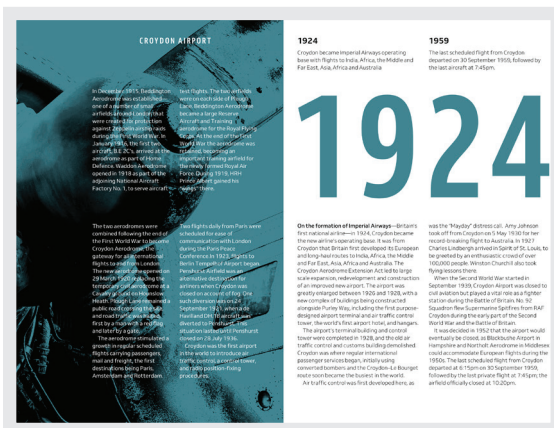 CROYDON AIRPORT
In December 1915, Beddington
Aerodrome was established—
one of a number of small
airfields around London that
were created for protection
against Zeppelin airship raids
during the First World War. In
January 1916, the first two
aircraft, B.E 2C's, arrived at the
aerodrome as part of Home
Defence. Waddon Aerodrome
opened in 1918 as part of the
adjoining National Aircraft
Factory No. 1, to serve aircraft
test flights. The two airfields
were on each side of Plough
Lane. Beddington Aerodrome
became a large Reserve
Aircraft and Training
aerodrome for the Royal Flying
Corps. At the end of the First
World War the aerodrome was
retained, becoming an
important training airfield for
the newly formed Royal Air
Force. During 1919, HRH
Prince Albert gained his
"wings" there.
The two aerodromes were
combined following the end of
the First World War to become
Croydon Aerodrome, the
gateway for all international
flights to and from London.
The new aerodrome opened on
29 March 1920, replacing the
temporary civil aerodrome at a
Cavalry ground on Hounslow
Heath. Plough Lane remained a
public road crossing the site,
and road traffic was halted,
first by a man with a red flag
and later by a gate.
The aerodrome stimulated a
growth in regular scheduled
flights carrying passengers,
mail and freight, the first
destinations being Paris,
Amsterdam and Rotterdam.
Two flights daily from Paris were
scheduled for ease of
communication with London
during the Paris Peace
Conference. In 1923, flights to
Berlin Tempelhof Airport began.
Penshurst Airfield was an
alternative destination for
airlines when Croydon was
closed on account of fog. One
such diversion was on 24
September 1921, when a de
Havilland DH.18 aircraft was
diverted to Penshurst. This
situation lasted until Penshurst
closed on 28 July 1936.
Croydon was the first airport
in the world to introduce air
traffic control, a control tower,
and radio position-fixing
procedures.
1924
Croydon became Imperial Airways operating
base with flights to India, Africa, the Middle and
Far East, Asia, Africa and Australia
1959
The last scheduled flight from Croydon
departed on 30 September 1959, followed by
the last aircraft at 7:45pm.
1924
On the formation of Imperial Airways—Britain's
first national airline—in 1924, Croydon became
the new airline's operating base. It was from
Croydon that Britain first developed its European
and long-haul routes to India, Africa, the Middle
and Far East, Asia, Africa and Australia. The
Croydon Aerodrome Extension Act led to large
scale expansion, redevelopment and construction
of an improved new airport. The airport was
greatly enlarged between 1926 and 1928, with a
new complex of buildings being constructed
alongside Purley Way, including the first purpose-
designed airport terminal and air traffic control
tower, the world's first airport hotel, and hangars.
The airport's terminal building and control
tower were completed in 1928, and the old air
traffic control and customs building demolished.
Croydon was where regular international
passenger services began, initially using
converted bombers and the Croydon–Le Bourget
route soon became the busiest in the world.
Air traffic control was first developed here, as
was the "Mayday" distress call. Amy Johnson
took off from Croydon on 5 May 1930 for her
record-breaking flight to Australia. In 1927
Charles Lindbergh arrived in Spirit of St. Louis, to
be greeted by an enthusiastic crowd of over
100,000 people. Winston Churchill also took
flying lessons there.
When the Second World War started in
September 1939, Croydon Airport was closed to
civil aviation but played a vital role as a fighter
station during the Battle of Britain. No. 92
Squadron flew Supermarine Spitfires from RAF
Croydon during the early part of the Second
World War and the Battle of Britain.
It was decided in 1952 that the airport would
eventually be closed, as Blackbushe Airport in
Hampshire and Northolt Aerodrome in Middlesex
could accommodate European flights during the
1950s. The last scheduled flight from Croydon
departed at 6:15pm on 30 September 1959,
followed by the last private flight at 7:45pm; the
airfield officially closed at 10:20pm.